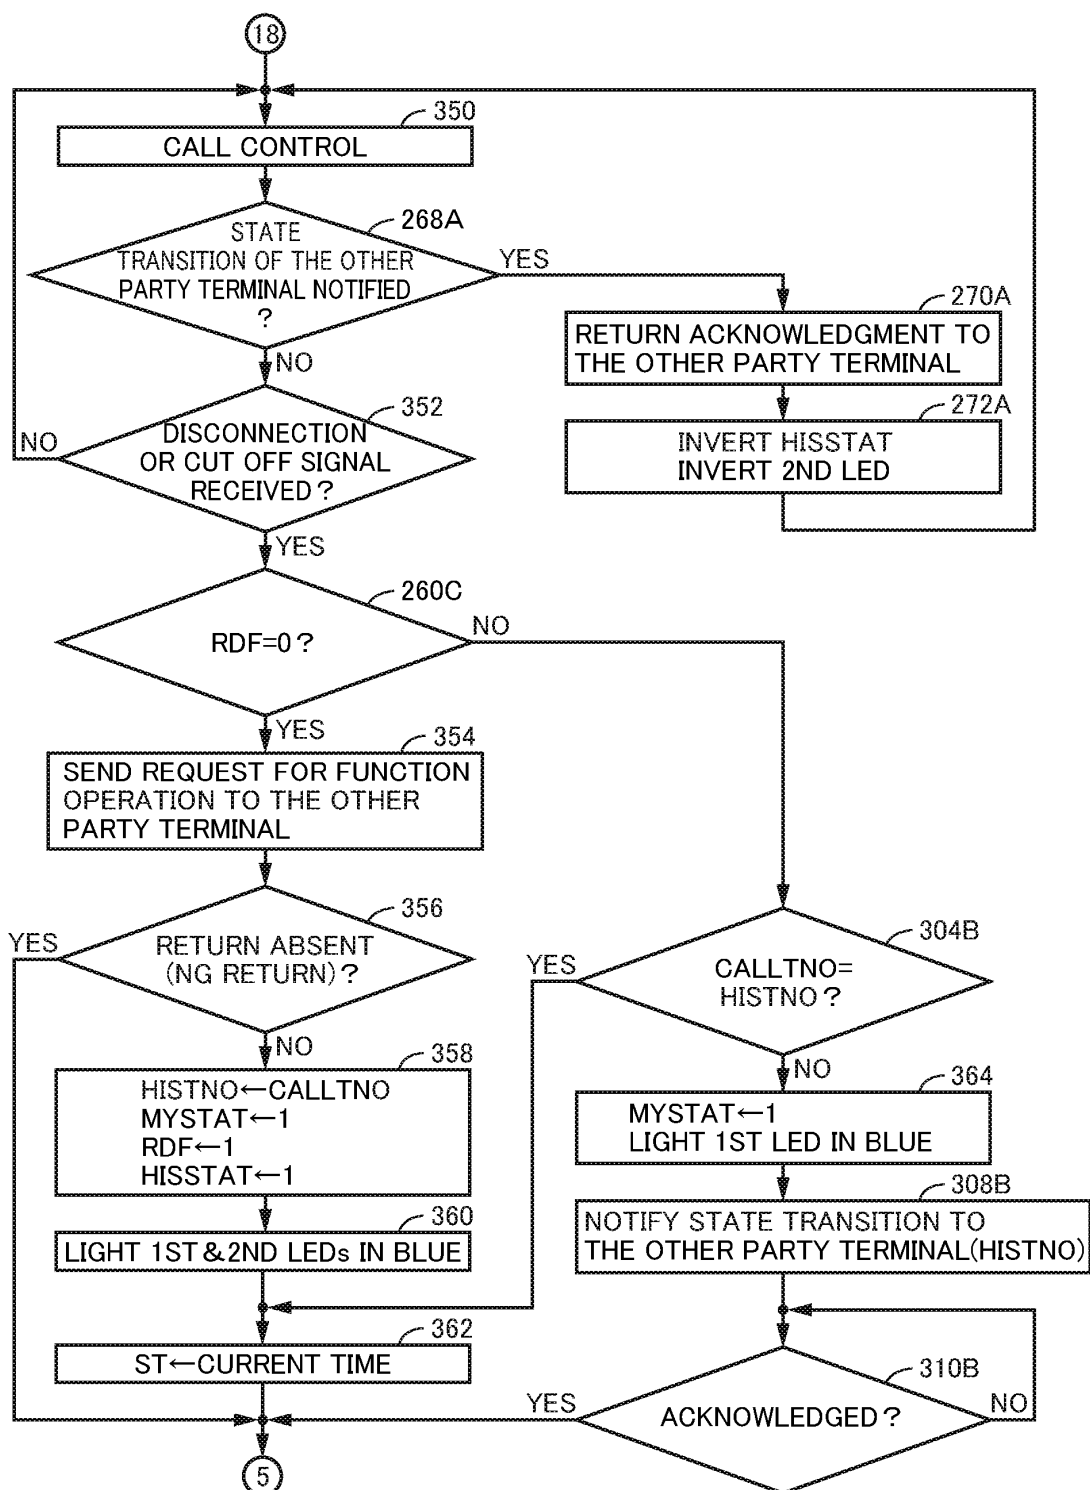 18
350
CALL CONTROL
268A
STATE
TRANSITION OF THE OTHER
PARTY TERMINAL NOTIFIED
?
YES
NO
270A
RETURN ACKNOWLEDGMENT TO
THE OTHER PARTY TERMINAL
272A
INVERT HISSTAT
INVERT 2ND LED
352
DISCONNECTION
OR CUT OFF SIGNAL
RECEIVED?
NO
YES
260C
RDF=0?
NO
YES
354
SEND REQUEST FOR FUNCTION
OPERATION TO THE OTHER
PARTY TERMINAL
356
RETURN ABSENT
(NG RETURN)?
YES
NO
304B
CALLTNO=
HISTNO?
YES
NO
358
HISTNO←CALLTNO
MYSTAT←1
RDF←1
HISSTAT←1
364
MYSTAT←1
LIGHT 1ST LED IN BLUE
360
LIGHT 1ST&2ND LEDs IN BLUE
308B
NOTIFY STATE TRANSITION TO
THE OTHER PARTY TERMINAL(HISTNO)
362
ST←CURRENT TIME
310B
ACKNOWLEDGED?
YES
NO
5